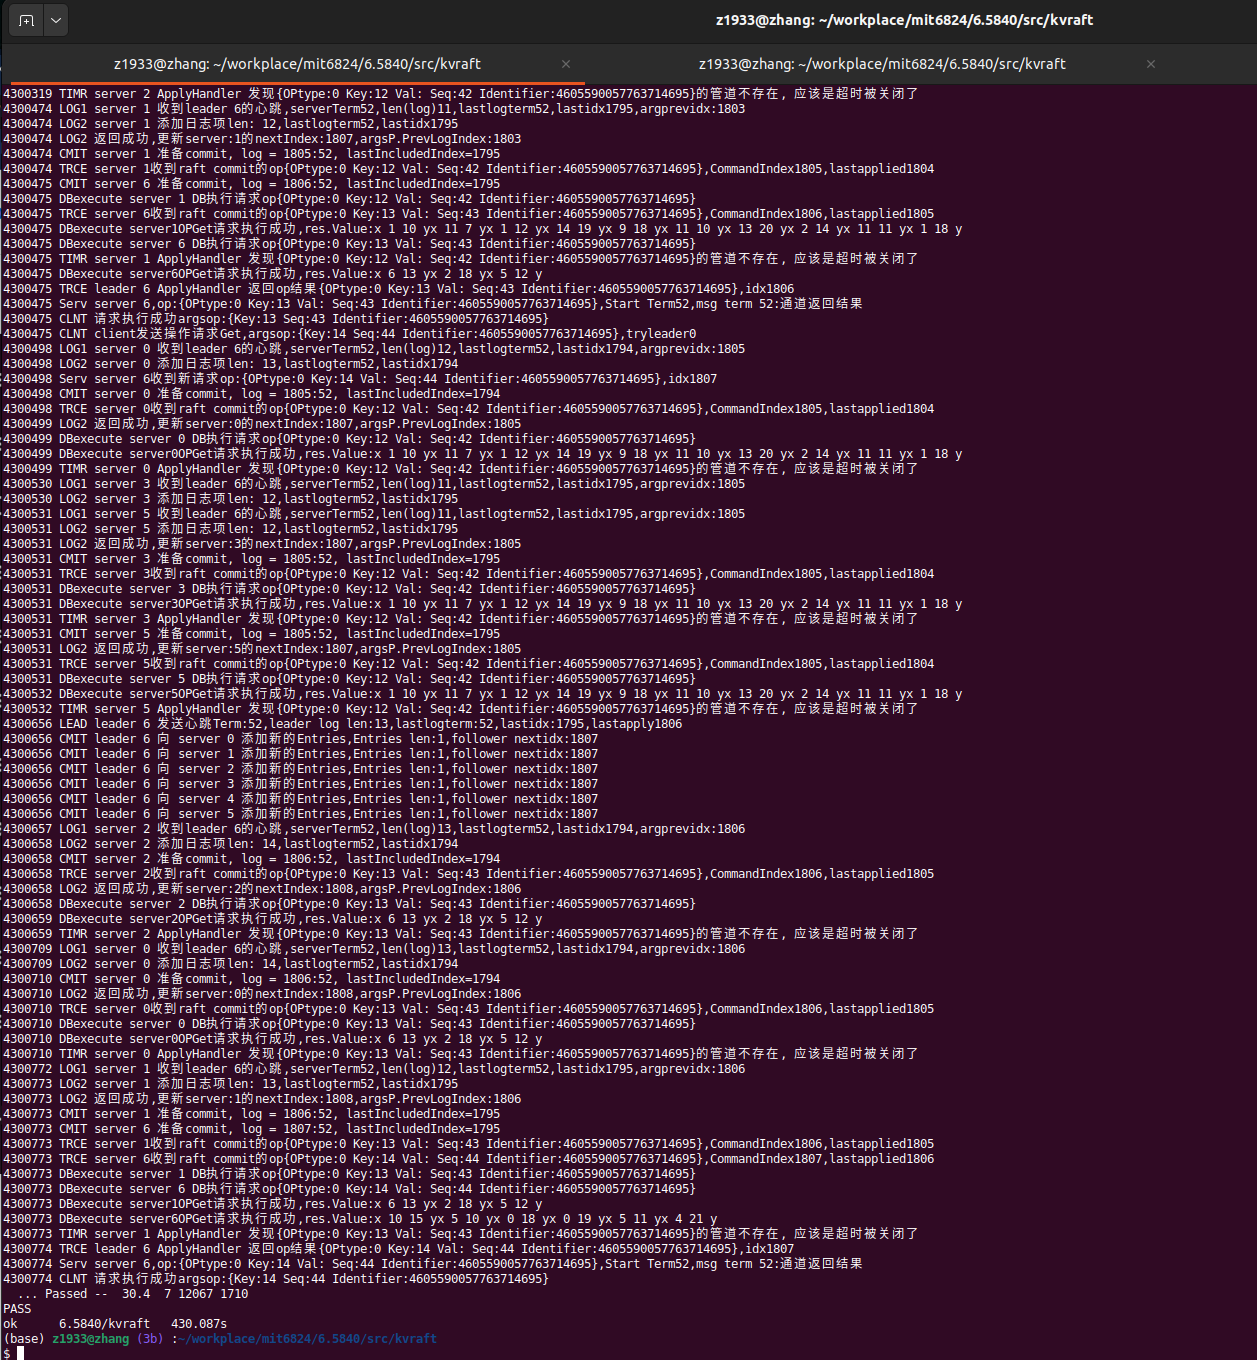 z1933@zhang: ~/workplace/mit6824/6.5840/src/kvraft
z1933@zhang: ~/workplace/mit6824/6.5840/src/kvraft
z1933@zhang: ~/workplace/mit6824/6.5840/src/kvraft
4300319 TIMR server 2 ApplyHandler 发现{OPtype:0 Key:12 Val: Seq:42 Identifier:4605590057763714695}的管道不存在, 应该是超时被关闭了
4300474 LOG1 server 1 收到leader 6的心跳,serverTerm52,len(log)11,lastlogterm52,lastidx1795,argprevidx:1803
4300474 LOG2 server 1 添加日志项len: 12,lastlogterm52,lastidx1795
4300474 LOG2 返回成功,更新server:1的nextIndex:1807,argsP.PrevLogIndex:1803
4300474 CMIT server 1 准备commit, log = 1805:52, lastIncludedIndex=1795
4300474 TRCE server 1收到raft commit的op{OPtype:0 Key:12 Val: Seq:42 Identifier:4605590057763714695},CommandIndex1805,lastapplied1804
4300475 CMIT server 6 准备commit, log = 1806:52, lastIncludedIndex=1795
4300475 DBexecute server 1 DB执行请求op{OPtype:0 Key:12 Val: Seq:42 Identifier:4605590057763714695}
4300475 TRCE server 6收到raft commit的op{OPtype:0 Key:13 Val: Seq:43 Identifier:4605590057763714695},CommandIndex1806,lastapplied1805
4300475 DBexecute server1OPGet请求执行成功,res.Value:x 1 10 yx 11 7 yx 1 12 yx 14 19 yx 9 18 yx 11 10 yx 13 20 yx 2 14 yx 11 11 yx 1 18 y
4300475 DBexecute server 6 DB执行请求op{OPtype:0 Key:13 Val: Seq:43 Identifier:4605590057763714695}
4300475 TIMR server 1 ApplyHandler 发现{OPtype:0 Key:12 Val: Seq:42 Identifier:4605590057763714695}的管道不存在, 应该是超时被关闭了
4300475 DBexecute server6OPGet请求执行成功,res.Value:x 6 13 yx 2 18 yx 5 12 y
4300475 TRCE leader 6 ApplyHandler 返回op结果{OPtype:0 Key:13 Val: Seq:43 Identifier:4605590057763714695},idx1806
4300475 Serv server 6,op:{OPtype:0 Key:13 Val: Seq:43 Identifier:4605590057763714695},Start Term52,msg term 52:通道返回结果
4300475 CLNT 请求执行成功argsop:{Key:13 Seq:43 Identifier:4605590057763714695}
4300475 CLNT client发送操作请求Get,argsop:{Key:14 Seq:44 Identifier:4605590057763714695},tryleader0
4300498 LOG1 server 0 收到leader 6的心跳,serverTerm52,len(log)12,lastlogterm52,lastidx1794,argprevidx:1805
4300498 LOG2 server 0 添加日志项len: 13,lastlogterm52,lastidx1794
4300498 Serv server 6收到新请求op:{OPtype:0 Key:14 Val: Seq:44 Identifier:4605590057763714695},idx1807
4300498 CMIT server 0 准备commit, log = 1805:52, lastIncludedIndex=1794
4300498 TRCE server 0收到raft commit的op{OPtype:0 Key:12 Val: Seq:42 Identifier:4605590057763714695},CommandIndex1805,lastapplied1804
4300499 LOG2 返回成功,更新server:0的nextIndex:1807,argsP.PrevLogIndex:1805
4300499 DBexecute server 0 DB执行请求op{OPtype:0 Key:12 Val: Seq:42 Identifier:4605590057763714695}
4300499 DBexecute server0OPGet请求执行成功,res.Value:x 1 10 yx 11 7 yx 1 12 yx 14 19 yx 9 18 yx 11 10 yx 13 20 yx 2 14 yx 11 11 yx 1 18 y
4300499 TIMR server 0 ApplyHandler 发现{OPtype:0 Key:12 Val: Seq:42 Identifier:4605590057763714695}的管道不存在, 应该是超时被关闭了
4300530 LOG1 server 3 收到leader 6的心跳,serverTerm52,len(log)11,lastlogterm52,lastidx1795,argprevidx:1805
4300530 LOG2 server 3 添加日志项len: 12,lastlogterm52,lastidx1795
4300531 LOG1 server 5 收到leader 6的心跳,serverTerm52,len(log)11,lastlogterm52,lastidx1795,argprevidx:1805
4300531 LOG2 server 5 添加日志项len: 12,lastlogterm52,lastidx1795
4300531 LOG2 返回成功,更新server:3的nextIndex:1807,argsP.PrevLogIndex:1805
4300531 CMIT server 3 准备commit, log = 1805:52, lastIncludedIndex=1795
4300531 TRCE server 3收到raft commit的op{OPtype:0 Key:12 Val: Seq:42 Identifier:4605590057763714695},CommandIndex1805,lastapplied1804
4300531 DBexecute server 3 DB执行请求op{OPtype:0 Key:12 Val: Seq:42 Identifier:4605590057763714695}
4300531 DBexecute server3OPGet请求执行成功,res.Value:x 1 10 yx 11 7 yx 1 12 yx 14 19 yx 9 18 yx 11 10 yx 13 20 yx 2 14 yx 11 11 yx 1 18 y
4300531 TIMR server 3 ApplyHandler 发现{OPtype:0 Key:12 Val: Seq:42 Identifier:4605590057763714695}的管道不存在, 应该是超时被关闭了
4300531 CMIT server 5 准备commit, log = 1805:52, lastIncludedIndex=1795
4300531 LOG2 返回成功,更新server:5的nextIndex:1807,argsP.PrevLogIndex:1805
4300531 TRCE server 5收到raft commit的op{OPtype:0 Key:12 Val: Seq:42 Identifier:4605590057763714695},CommandIndex1805,lastapplied1804
4300531 DBexecute server 5 DB执行请求op{OPtype:0 Key:12 Val: Seq:42 Identifier:4605590057763714695}
4300532 DBexecute server5OPGet请求执行成功,res.Value:x 1 10 yx 11 7 yx 1 12 yx 14 19 yx 9 18 yx 11 10 yx 13 20 yx 2 14 yx 11 11 yx 1 18 y
4300532 TIMR server 5 ApplyHandler 发现{OPtype:0 Key:12 Val: Seq:42 Identifier:4605590057763714695}的管道不存在, 应该是超时被关闭了
4300656 LEAD leader 6 发送心跳Term:52,leader log len:13,lastlogterm:52,lastidx:1795,lastapply1806
4300656 CMIT leader 6 向 server 0 添加新的Entries,Entries len:1,follower nextidx:1807
4300656 CMIT leader 6 向 server 1 添加新的Entries,Entries len:1,follower nextidx:1807
4300656 CMIT leader 6 向 server 2 添加新的Entries,Entries len:1,follower nextidx:1807
4300656 CMIT leader 6 向 server 3 添加新的Entries,Entries len:1,follower nextidx:1807
4300656 CMIT leader 6 向 server 4 添加新的Entries,Entries len:1,follower nextidx:1807
4300656 CMIT leader 6 向 server 5 添加新的Entries,Entries len:1,follower nextidx:1807
4300657 LOG1 server 2 收到leader 6的心跳,serverTerm52,len(log)13,lastlogterm52,lastidx1794,argprevidx:1806
4300658 LOG2 server 2 添加日志项len: 14,lastlogterm52,lastidx1794
4300658 CMIT server 2 准备commit, log = 1806:52, lastIncludedIndex=1794
4300658 TRCE server 2收到raft commit的op{OPtype:0 Key:13 Val: Seq:43 Identifier:4605590057763714695},CommandIndex1806,lastapplied1805
4300658 LOG2 返回成功,更新server:2的nextIndex:1808,argsP.PrevLogIndex:1806
4300658 DBexecute server 2 DB执行请求op{OPtype:0 Key:13 Val: Seq:43 Identifier:4605590057763714695}
4300659 DBexecute server2OPGet请求执行成功,res.Value:x 6 13 yx 2 18 yx 5 12 y
4300659 TIMR server 2 ApplyHandler 发现{OPtype:0 Key:13 Val: Seq:43 Identifier:4605590057763714695}的管道不存在, 应该是超时被关闭了
4300709 LOG1 server 0 收到leader 6的心跳,serverTerm52,len(log)13,lastlogterm52,lastidx1794,argprevidx:1806
4300709 LOG2 server 0 添加日志项len: 14,lastlogterm52,lastidx1794
4300710 CMIT server 0 准备commit, log = 1806:52, lastIncludedIndex=1794
4300710 LOG2 返回成功,更新server:0的nextIndex:1808,argsP.PrevLogIndex:1806
4300710 TRCE server 0收到raft commit的op{OPtype:0 Key:13 Val: Seq:43 Identifier:4605590057763714695},CommandIndex1806,lastapplied1805
4300710 DBexecute server 0 DB执行请求op{OPtype:0 Key:13 Val: Seq:43 Identifier:4605590057763714695}
4300710 DBexecute server0OPGet请求执行成功,res.Value:x 6 13 yx 2 18 yx 5 12 y
4300710 TIMR server 0 ApplyHandler 发现{OPtype:0 Key:13 Val: Seq:43 Identifier:4605590057763714695}的管道不存在, 应该是超时被关闭了
4300772 LOG1 server 1 收到leader 6的心跳,serverTerm52,len(log)12,lastlogterm52,lastidx1795,argprevidx:1806
4300773 LOG2 server 1 添加日志项len: 13,lastlogterm52,lastidx1795
4300773 LOG2 返回成功,更新server:1的nextIndex:1808,argsP.PrevLogIndex:1806
4300773 CMIT server 1 准备commit, log = 1806:52, lastIncludedIndex=1795
4300773 CMIT server 6 准备commit, log = 1807:52, lastIncludedIndex=1795
4300773 TRCE server 1收到raft commit的op{OPtype:0 Key:13 Val: Seq:43 Identifier:4605590057763714695},CommandIndex1806,lastapplied1805
4300773 TRCE server 6收到raft commit的op{OPtype:0 Key:14 Val: Seq:44 Identifier:4605590057763714695},CommandIndex1807,lastapplied1806
4300773 DBexecute server 1 DB执行请求op{OPtype:0 Key:13 Val: Seq:43 Identifier:4605590057763714695}
4300773 DBexecute server 6 DB执行请求op{OPtype:0 Key:14 Val: Seq:44 Identifier:4605590057763714695}
4300773 DBexecute server1OPGet请求执行成功,res.Value:x 6 13 yx 2 18 yx 5 12 y
4300773 DBexecute server6OPGet请求执行成功,res.Value:x 10 15 yx 5 10 yx 0 18 yx 0 19 yx 5 11 yx 4 21 y
4300773 TIMR server 1 ApplyHandler 发现{OPtype:0 Key:13 Val: Seq:43 Identifier:4605590057763714695}的管道不存在, 应该是超时被关闭了
4300774 TRCE leader 6 ApplyHandler 返回op结果{OPtype:0 Key:14 Val: Seq:44 Identifier:4605590057763714695},idx1807
4300774 Serv server 6,op:{OPtype:0 Key:14 Val: Seq:44 Identifier:4605590057763714695},Start Term52,msg term 52:通道返回结果
4300774 CLNT 请求执行成功argsop:{Key:14 Seq:44 Identifier:4605590057763714695}
... Passed --  30.4  7 12067 1710
PASS
ok      6.5840/kvraft   430.087s
(base) z1933@zhang (3b) :~/workplace/mit6824/6.5840/src/kvraft
$